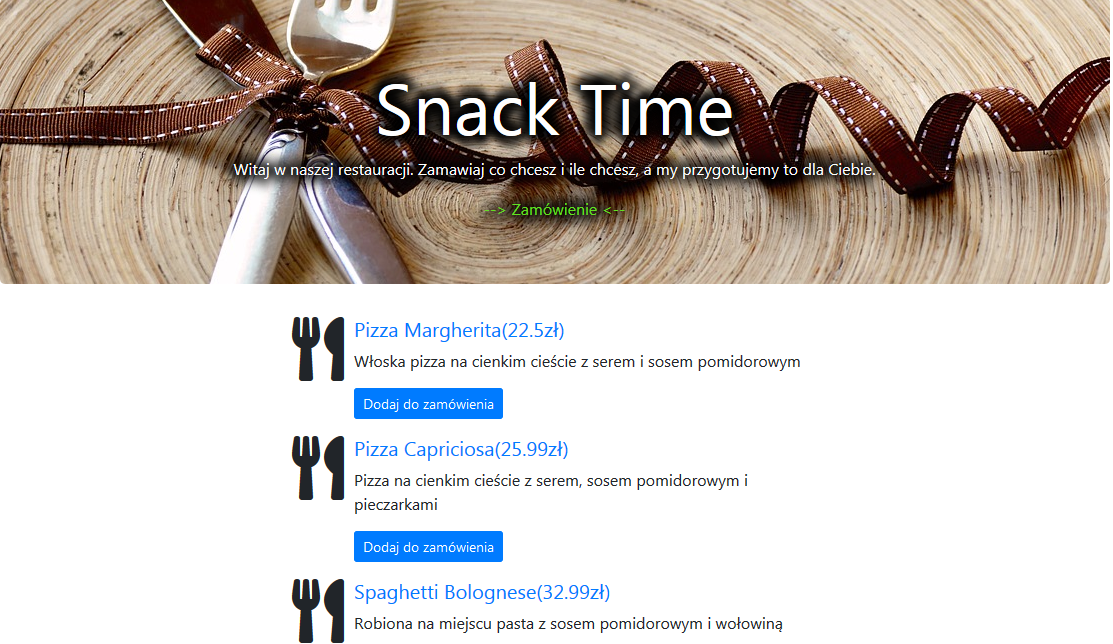 Snack Time
Witaj w naszej restauracji. Zamawiaj co chcesz i ile chcesz, a my przygotujemy to dla Ciebie.
--> Zamówienie <--
Pizza Margherita(22.5zł)
Włoska pizza na cienkim cieście z serem i sosem pomidorowym
Dodaj do zamówienia
Pizza Capriciosa(25.99zł)
Pizza na cienkim cieście z serem, sosem pomidorowym i
pieczarkami
Dodaj do zamówienia
Spaghetti Bolognese(32.99zł)
Robiona na miejscu pasta z sosem pomidorowym i wołowiną